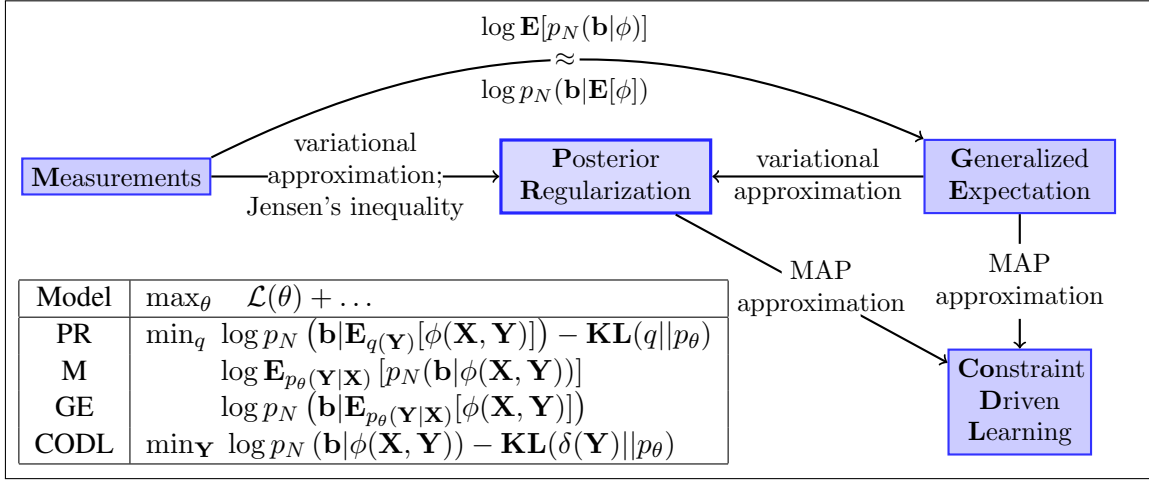 log E[p_N(b|ϕ)]
≈
log p_N(b|E[ϕ])
Measurements
variational
approximation;
Jensen's inequality
Posterior
Regularization
variational
approximation
Generalized
Expectation
MAP
approximation
MAP
approximation
Constraint
Driven
Learning
Model max_θ ℒ(θ) + …
PR min_q log p_N (b|E_{q(Y)}[ϕ(X, Y)]) − KL(q||p_θ)
M log E_{p_θ(Y|X)} [p_N(b|ϕ(X, Y))]
GE log p_N (b|E_{p_θ(Y|X)}[ϕ(X, Y)])
CODL min_Y log p_N (b|ϕ(X, Y)) − KL(δ(Y)||p_θ)